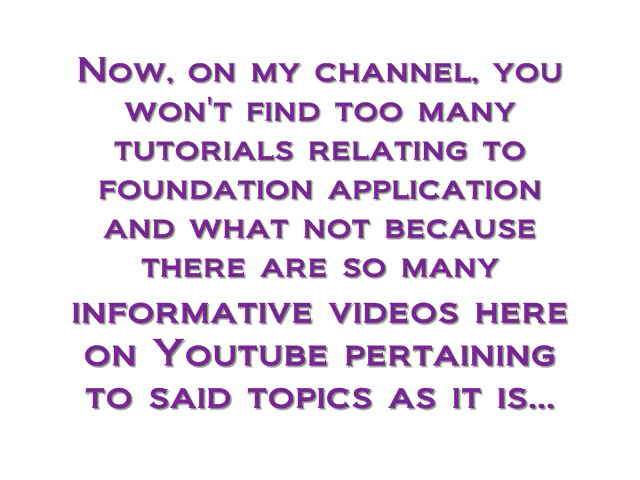 Now, on my channel, you
won't find too many
tutorials relating to
foundation application
and what not because
there are so many
informative videos here
on Youtube pertaining
to said topics as it is...